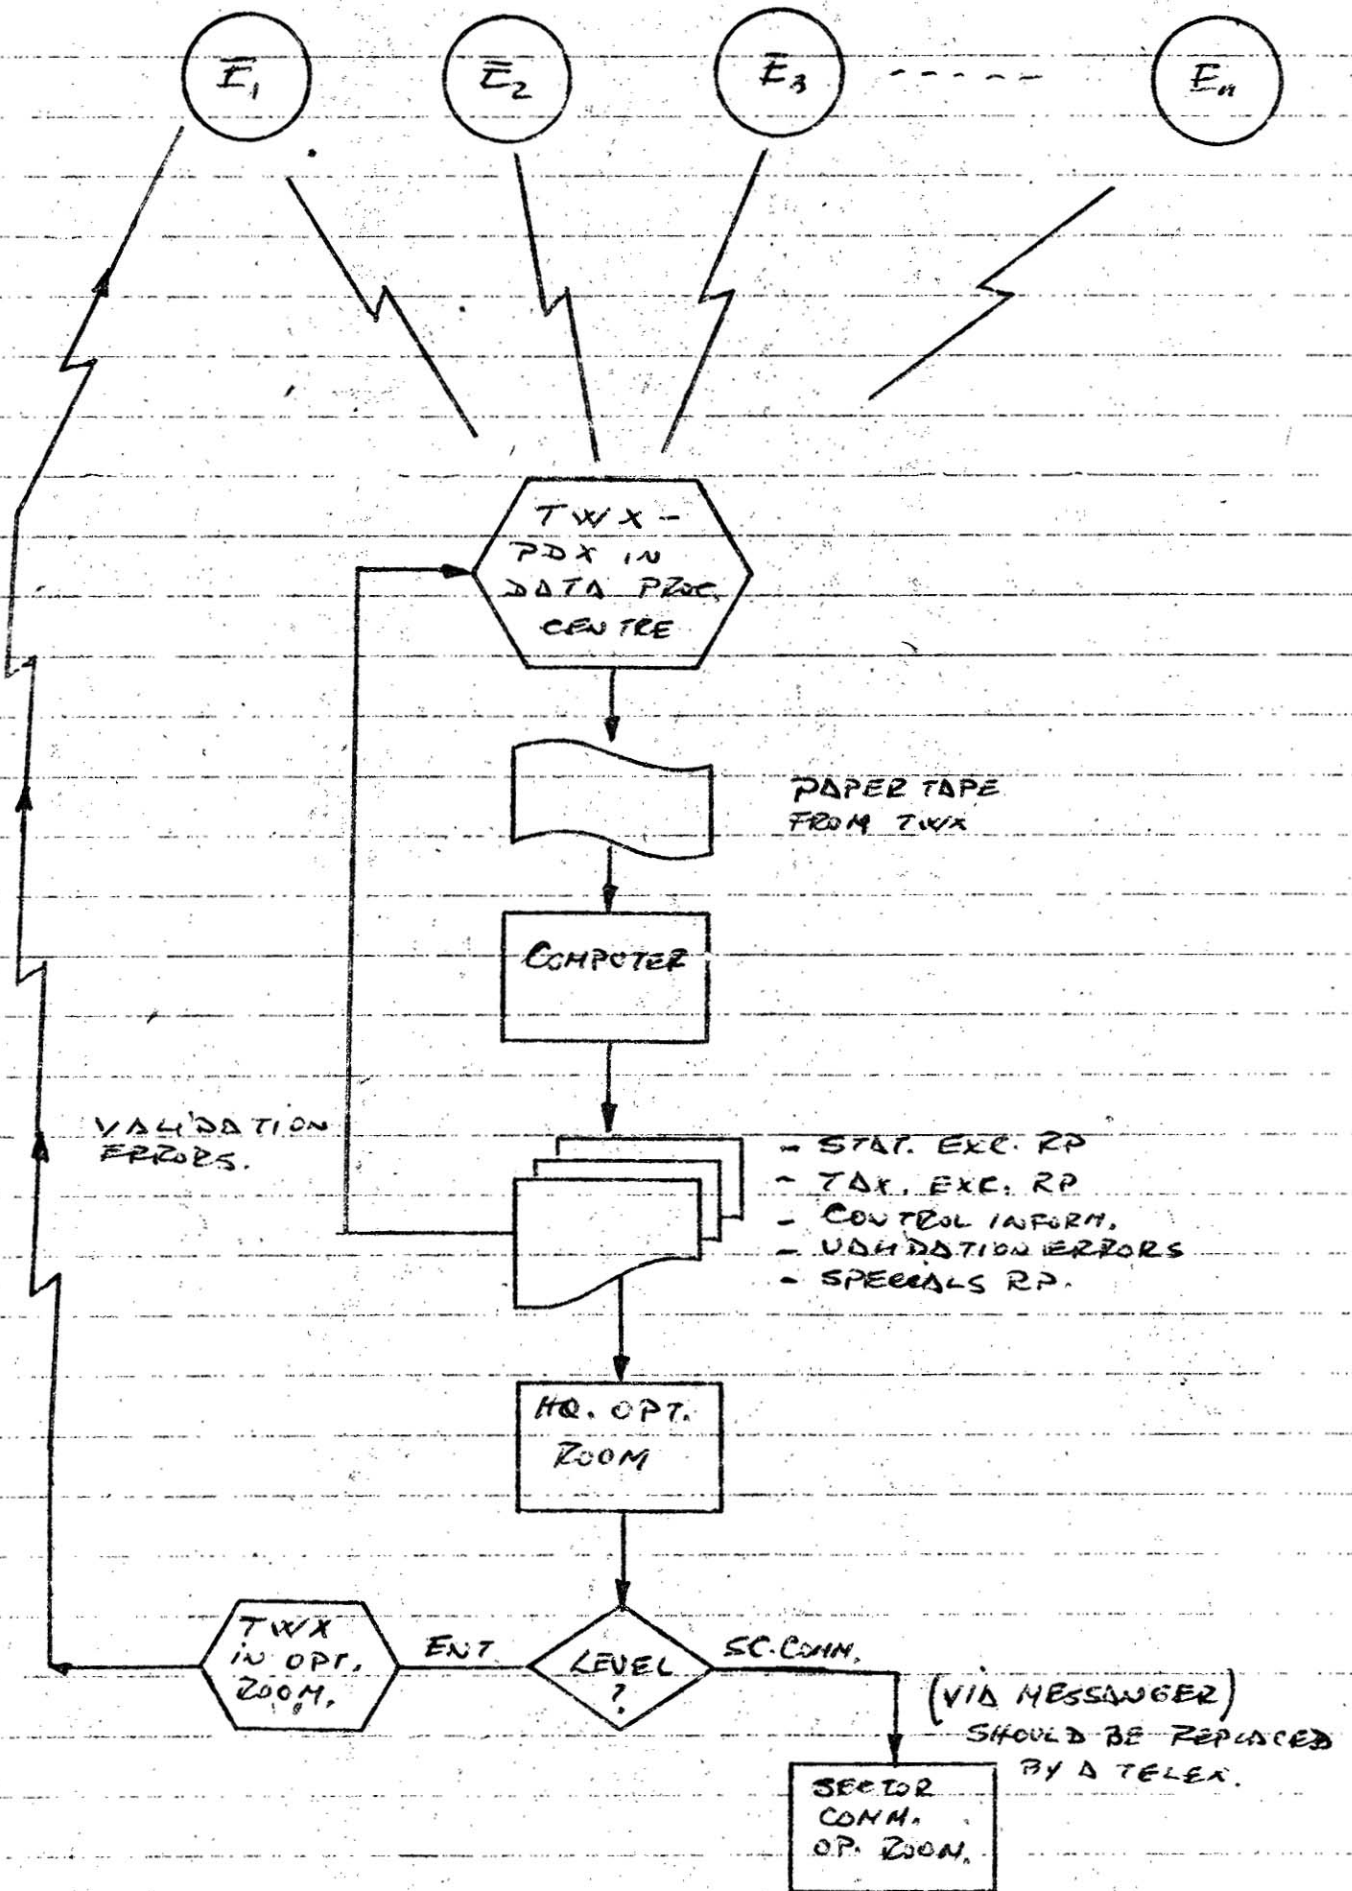 E₁
E₂
E₃ -----
Eₙ
TWX -
PDX IN
DATA PROC.
CENTRE
PAPER TAPE
FROM TWX
COMPUTER
VALIDATION
ERRORS.
- STAT. EXC. RP
- TAX. EXC. RP
- CONTROL INFORM.
- VALIDATION ERRORS
- SPECIALS RP.
HQ. OPT.
ROOM
TWX
IN OPT.
ROOM.
ENT
LEVEL
?
SC. COMM.
(VIA MESSANGER)
SHOULD BE REPLACED
BY A TELEX.
SECTOR
COMM.
OP. ROOM.